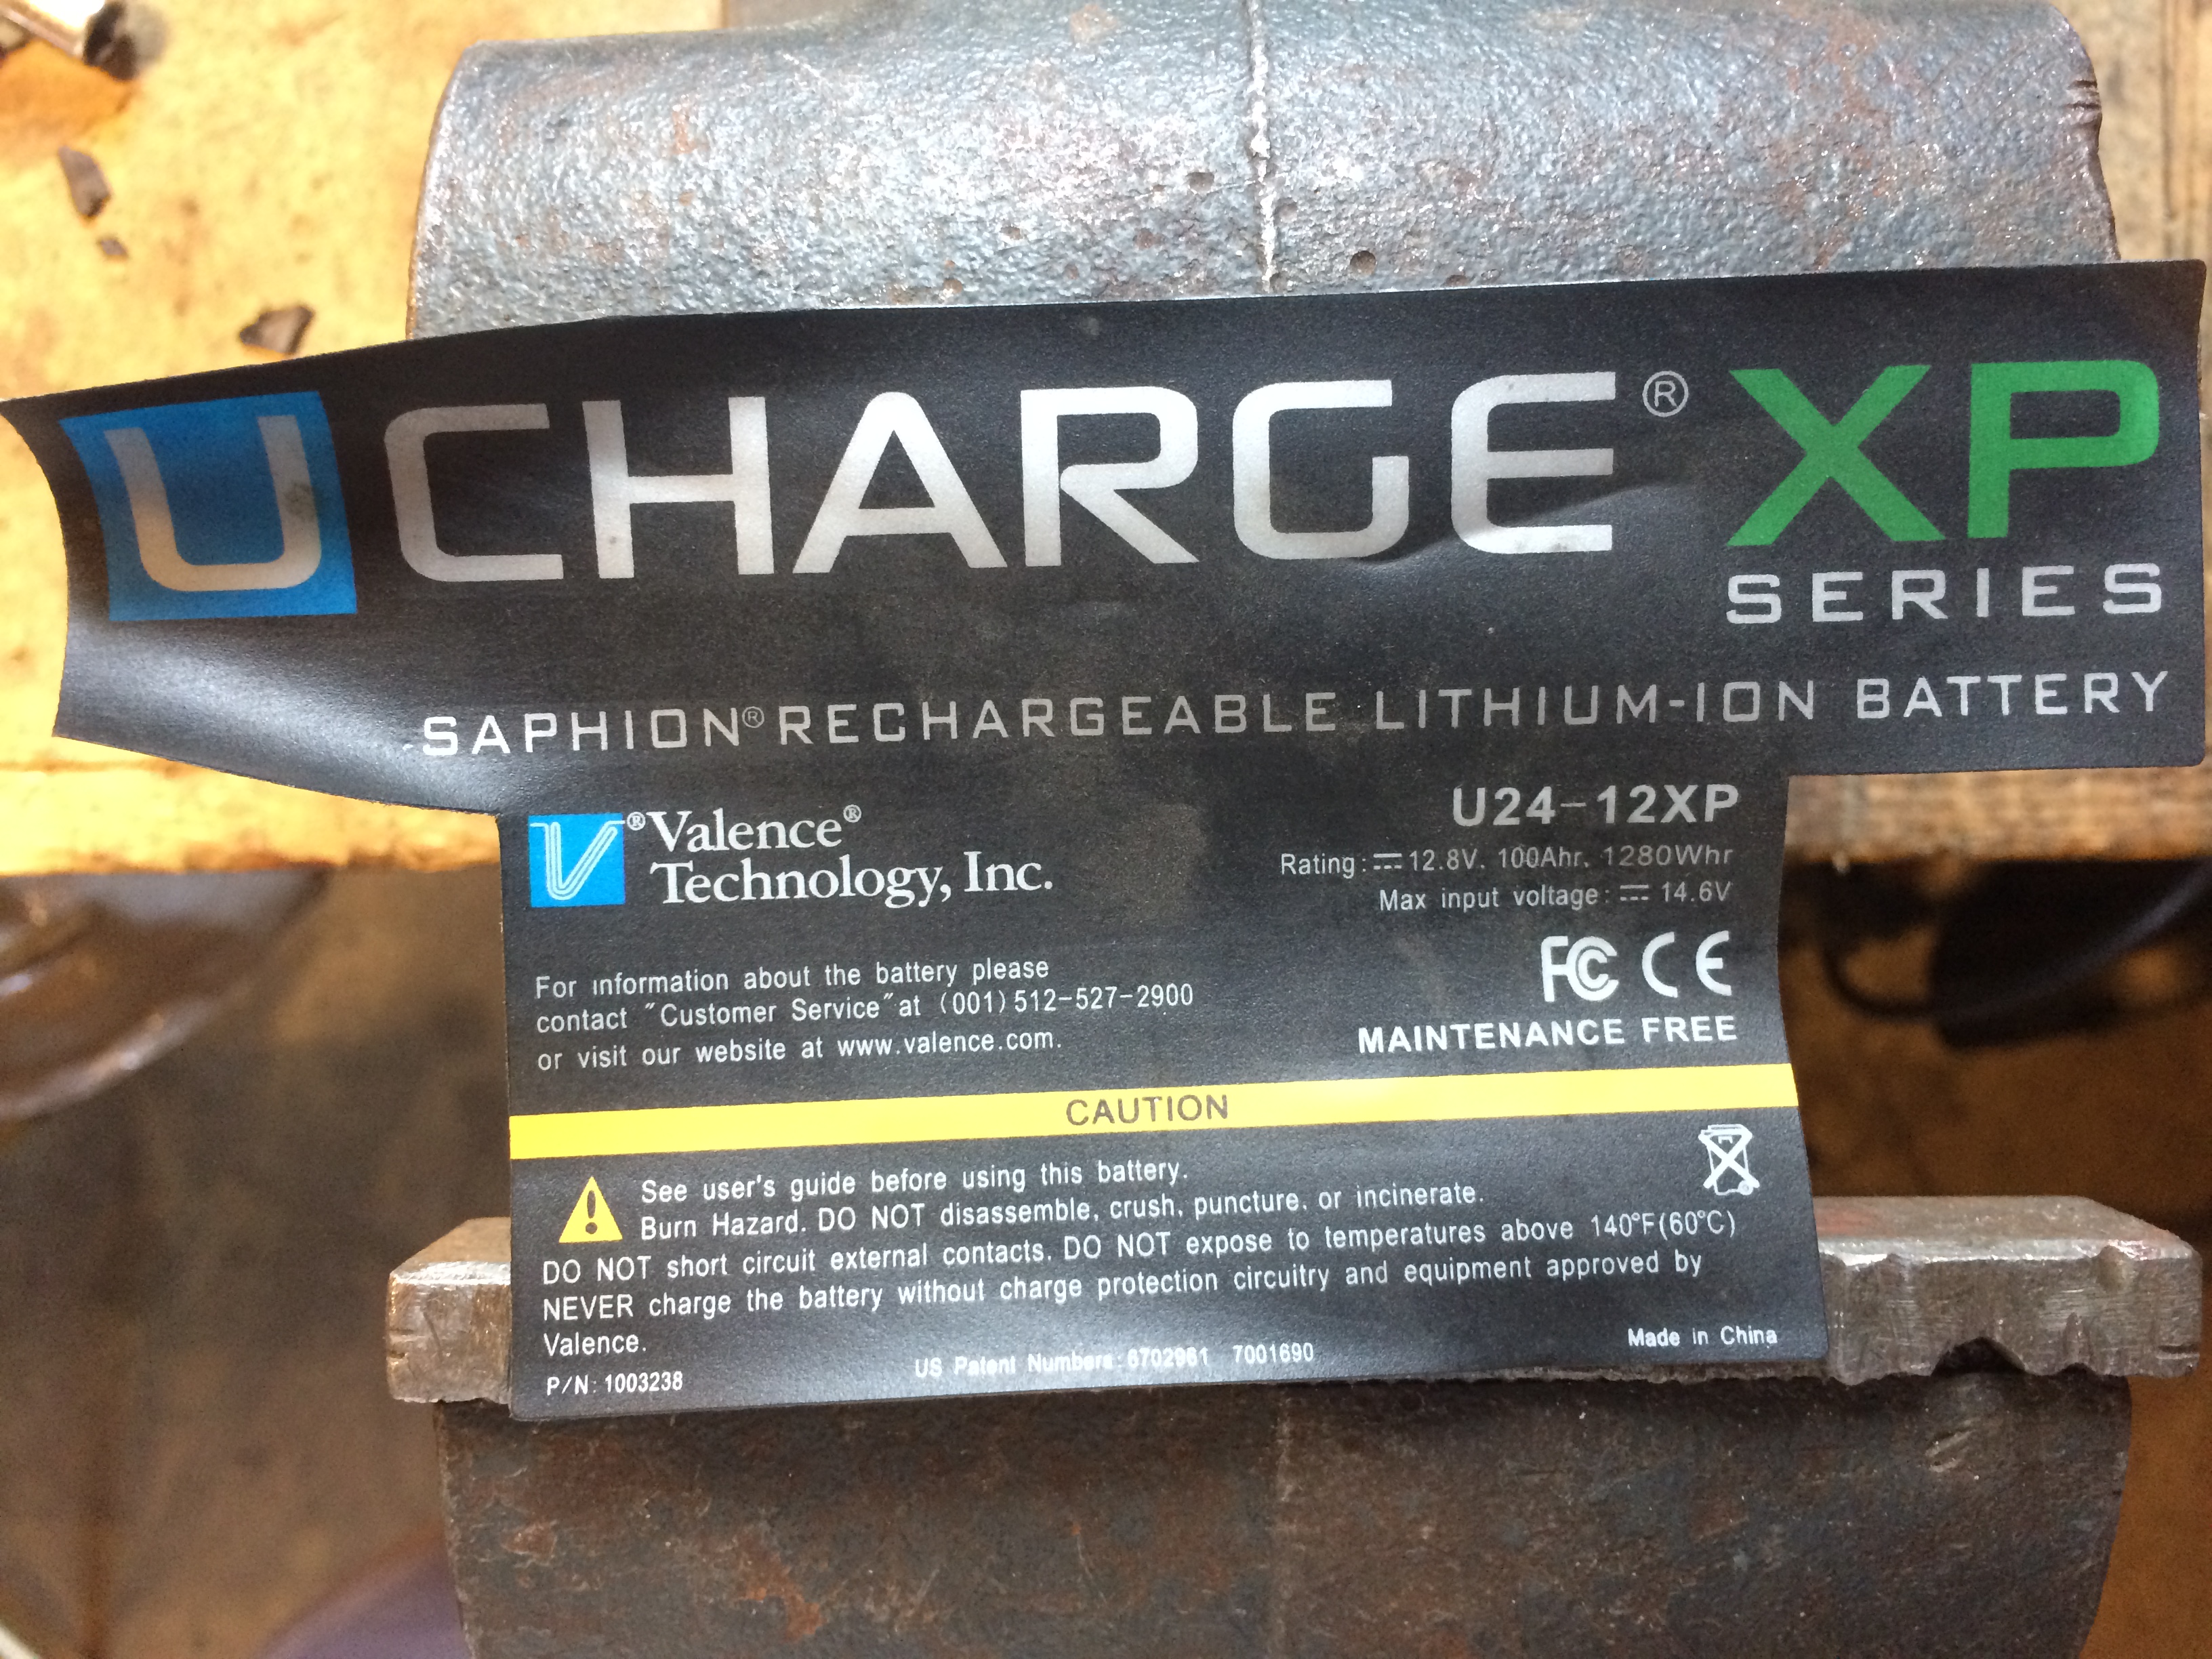 UCHARGE® XP
SERIES
SAPHION® RECHARGEABLE LITHIUM-ION BATTERY
® Valence®
Technology, Inc.
U24-12XP
Rating: ⎓ 12.8V, 100Ahr, 1280Whr
Max input voltage: ⎓ 14.6V
For information about the battery please
contact "Customer Service" at (001) 512-527-2900
or visit our website at www.valence.com.
FC CE
MAINTENANCE FREE
CAUTION
See user's guide before using this battery.
Burn Hazard. DO NOT disassemble, crush, puncture, or incinerate.
DO NOT short circuit external contacts. DO NOT expose to temperatures above 140°F(60°C)
NEVER charge the battery without charge protection circuitry and equipment approved by
Valence.
Made in China
P/N: 1003238
US Patent Numbers: 6702961 7001690